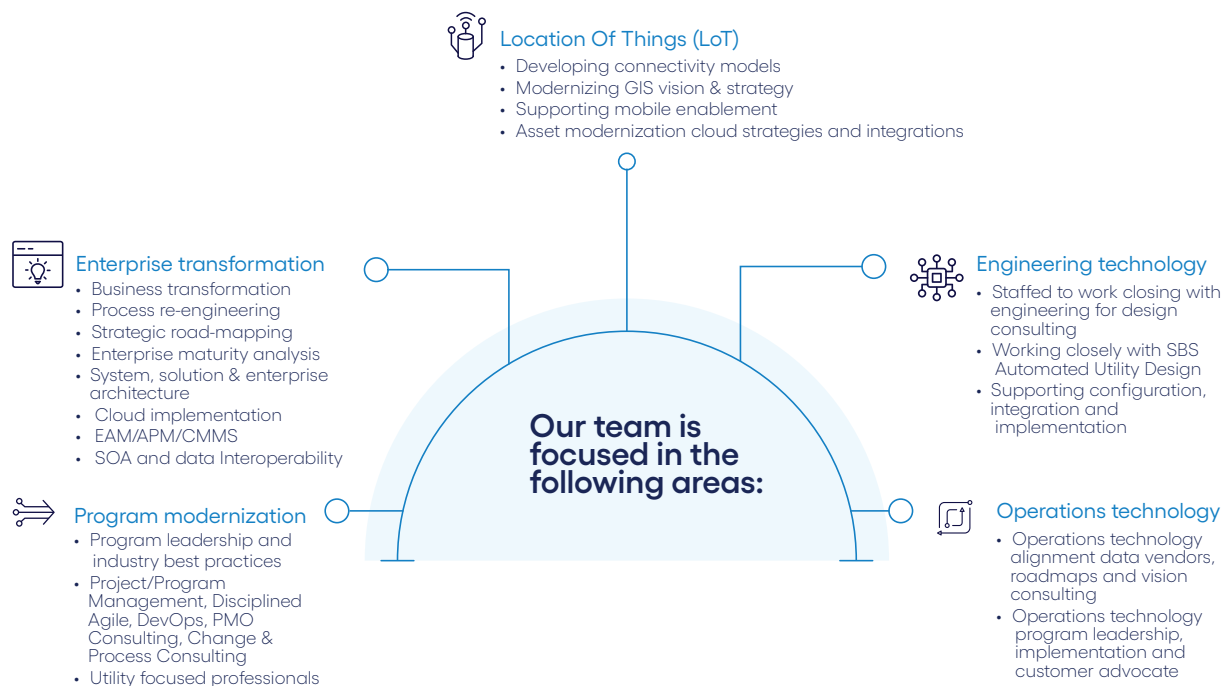 Location Of Things (LoT)
• Developing connectivity models
• Modernizing GIS vision & strategy
• Supporting mobile enablement
• Asset modernization cloud strategies and integrations
Enterprise transformation
• Business transformation
• Process re-engineering
• Strategic road-mapping
• Enterprise maturity analysis
• System, solution & enterprise
architecture
• Cloud implementation
• EAM/APM/CMMS
• SOA and data Interoperability
Program modernization
• Program leadership and
industry best practices
• Project/Program
Management, Disciplined
Agile, DevOps, PMO
Consulting, Change &
Process Consulting
• Utility focused professionals
Our team is
focused in the
following areas:
Engineering technology
• Staffed to work closing with
engineering for design
consulting
• Working closely with SBS
Automated Utility Design
• Supporting configuration,
integration and
implementation
Operations technology
• Operations technology
alignment data vendors,
roadmaps and vision
consulting
• Operations technology
program leadership,
implementation and
customer advocate